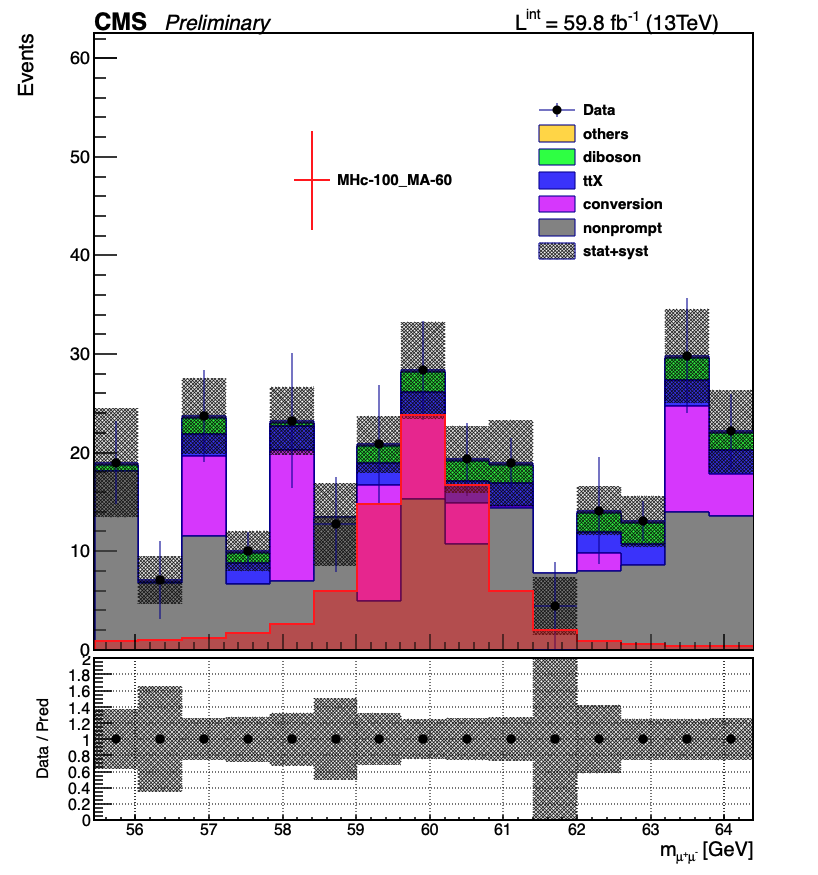 CMS Preliminary L^int = 59.8 fb^-1 (13TeV)
Events
60
50
40
30
20
10
0
Data
others
diboson
ttX
conversion
nonprompt
stat+syst
MHc-100_MA-60
Data / Pred
2
1.8
1.6
1.4
1.2
1
0.8
0.6
0.4
0.2
0
56 57 58 59 60 61 62 63 64
m_μ⁺μ⁻ [GeV]